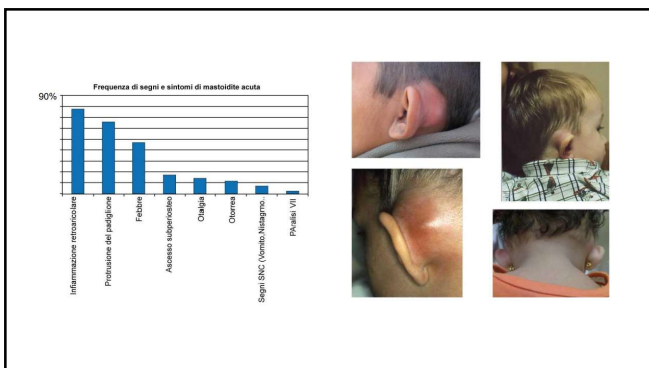 Frequenza di segni e sintomi di mastoidite acuta
90%
Infiammazione retroaricolare
Protrusione del padiglione
Febbre
Ascesso subperiosteo
Otalgia
Otorrea
Segni SNC (Vomito,Nistagmo...
PAralisi VII